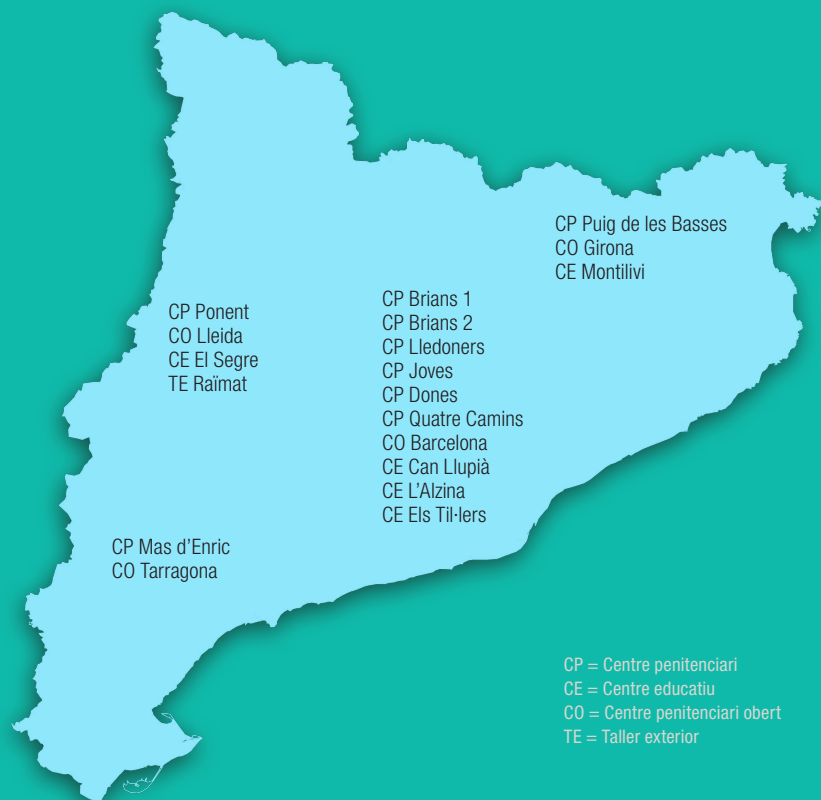 CP Puig de les Basses
CO Girona
CE Montilivi
CP Ponent
CO Lleida
CE El Segre
TE Raïmat
CP Brians 1
CP Brians 2
CP Lledoners
CP Joves
CP Dones
CP Quatre Camins
CO Barcelona
CE Can Llupià
CE L’Alzina
CE Els Til·lers
CP Mas d’Enric
CO Tarragona
CP = Centre penitenciari
CE = Centre educatiu
CO = Centre penitenciari obert
TE = Taller exterior